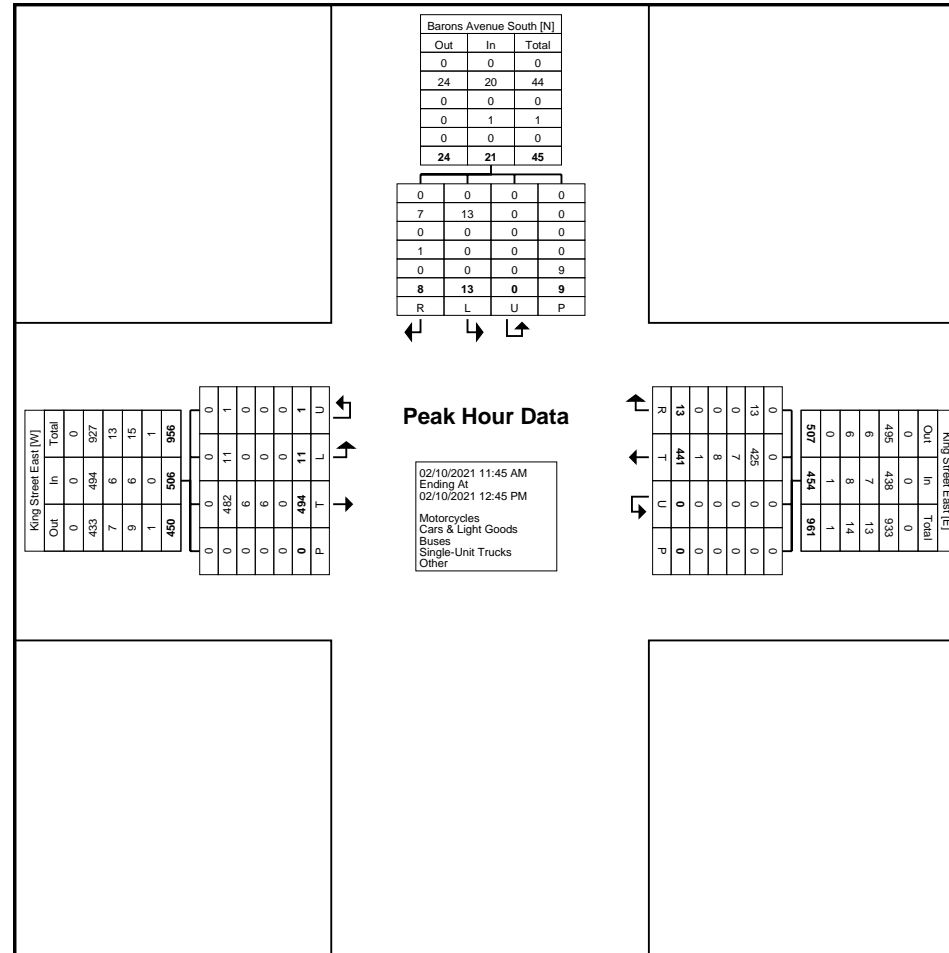 Barons Avenue South [N]
Out In Total
0 0 0
24 20 44
0 0 0
0 1 1
0 0 0
24 21 45
0 0 0 0
7 13 0 0
0 0 0 0
1 0 0 0
0 0 0 9
8 13 0 9
R L U P
King Street East [W]
Total 0 927 13 15 1 956
In 0 494 6 6 0 506
Out 0 433 7 9 1 450
0 1 0 0 0 1 U
0 11 0 0 0 11 L
0 482 6 6 0 494 T
0 0 0 0 0 0 P
Peak Hour Data
02/10/2021 11:45 AM
Ending At
02/10/2021 12:45 PM
Motorcycles
Cars & Light Goods
Buses
Single-Unit Trucks
Other
R 13 0 0 0 13 0
T 441 1 8 7 425 0
U 0 0 0 0 0 0
P 0 0 0 0 0 0
507 0 6 6 495 0 Out
454 1 8 7 438 0 In
961 1 14 13 933 0 Total
King Street East [E]